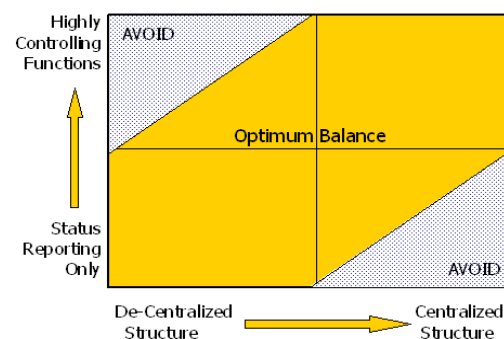 Highly
Controlling
Functions
AVOID
Optimum Balance
Status
Reporting
Only
AVOID
De-Centralized
Structure
Centralized
Structure